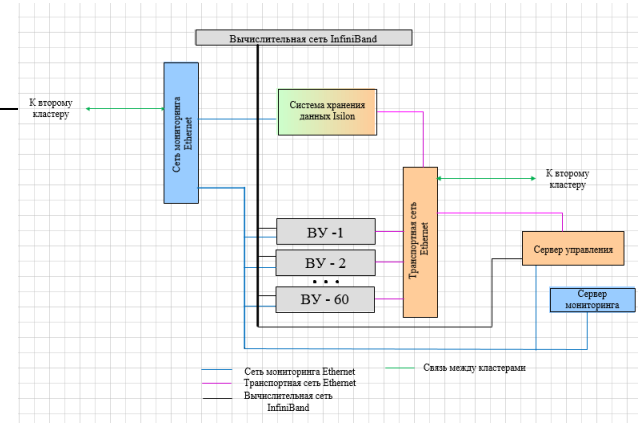 Вычислительная сеть InfiniBand
К второму
кластеру
Сеть мониторинга
Ethernet
Система хранения
данных Isilon
К второму
кластеру
Транспортная сеть
Ethernet
ВУ -1
ВУ - 2
• • •
ВУ - 60
Сервер управления
Сервер
мониторинга
Сеть мониторинга Ethernet
Транспортная сеть Ethernet
Вычислительная сеть
InfiniBand
Связь между кластерами